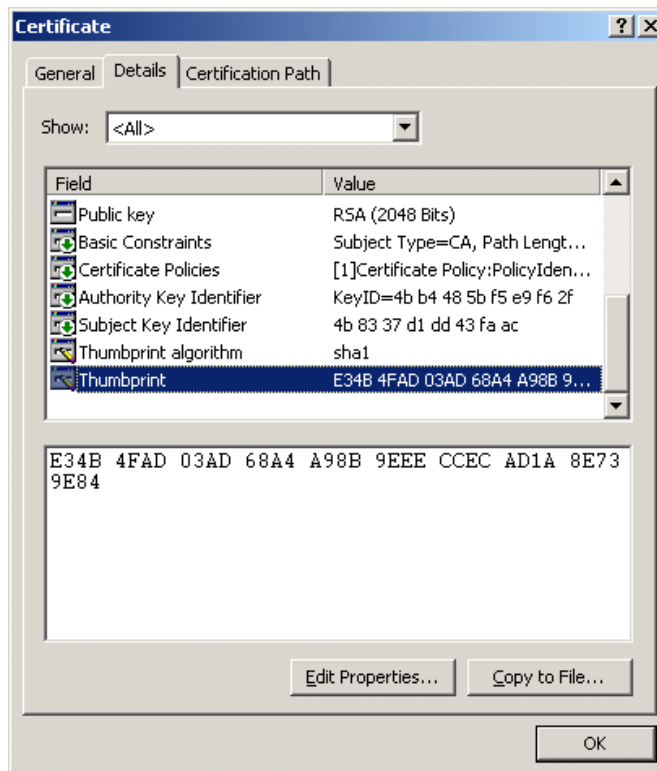 Certificate
General Details Certification Path
Show: <All>
Field Value
Public key RSA (2048 Bits)
Basic Constraints Subject Type=CA, Path Lengt...
Certificate Policies [1]Certificate Policy:PolicyIden...
Authority Key Identifier KeyID=4b b4 48 5b f5 e9 f6 2f
Subject Key Identifier 4b 83 37 d1 dd 43 fa ac
Thumbprint algorithm sha1
Thumbprint E34B 4FAD 03AD 68A4 A98B 9...
E34B 4FAD 03AD 68A4 A98B 9EEE CCEC AD1A 8E73
9E84
Edit Properties... Copy to File...
OK